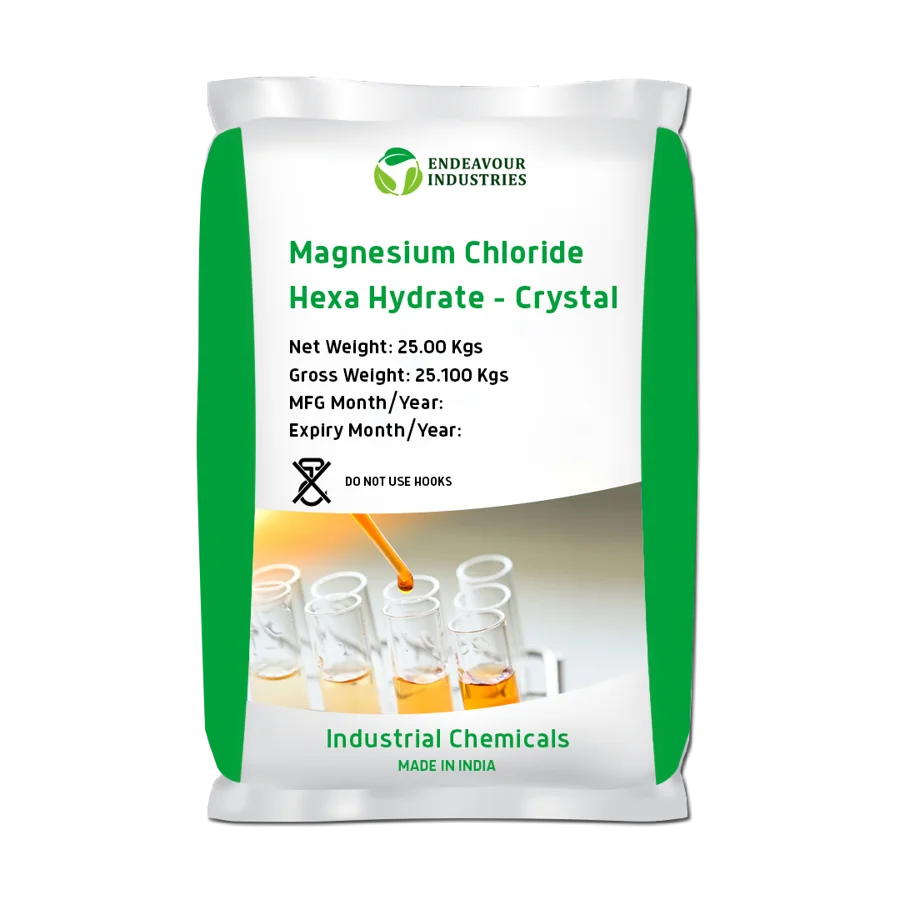 ENDEAVOUR
INDUSTRIES
Magnesium Chloride
Hexa Hydrate - Crystal
Net Weight: 25.00 Kgs
Gross Weight: 25.100 Kgs
MFG Month/Year:
Expiry Month/Year:
DO NOT USE HOOKS
Industrial Chemicals
MADE IN INDIA